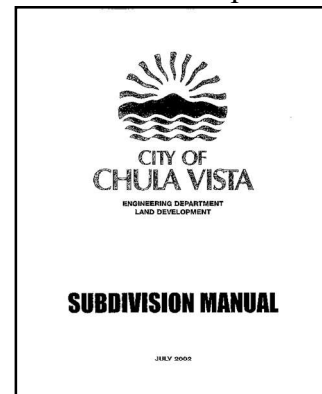 CITY OF
CHULA VISTA
ENGINEERING DEPARTMENT
LAND DEVELOPMENT
SUBDIVISION MANUAL
JULY 2002